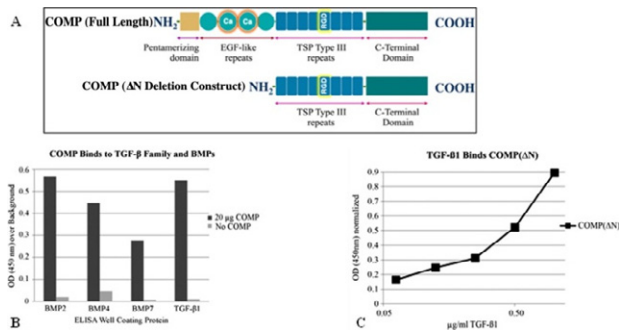 A
COMP (Full Length) NH₂ Ca Ca RGD COOH
Pentamerizing domain
EGF-like repeats
TSP Type III repeats
C-Terminal Domain
COMP (ΔN Deletion Construct) NH₂ RGD COOH
TSP Type III repeats
C-Terminal Domain
COMP Binds to TGF-β Family and BMPs
OD (450 nm) over Background
0.6
0.5
0.4
0.3
0.2
0.1
0
20 µg COMP
No COMP
BMP2 BMP4 BMP7 TGF-β1
ELISA Well Coating Protein
B
TGF-ß1 Binds COMP(ΔN)
OD (450nm) normalized
0.9
0.8
0.7
0.6
0.5
0.4
0.3
0.2
0.1
0
COMP(ΔN)
0.05 0.50
µg/ml TGF-ß1
C